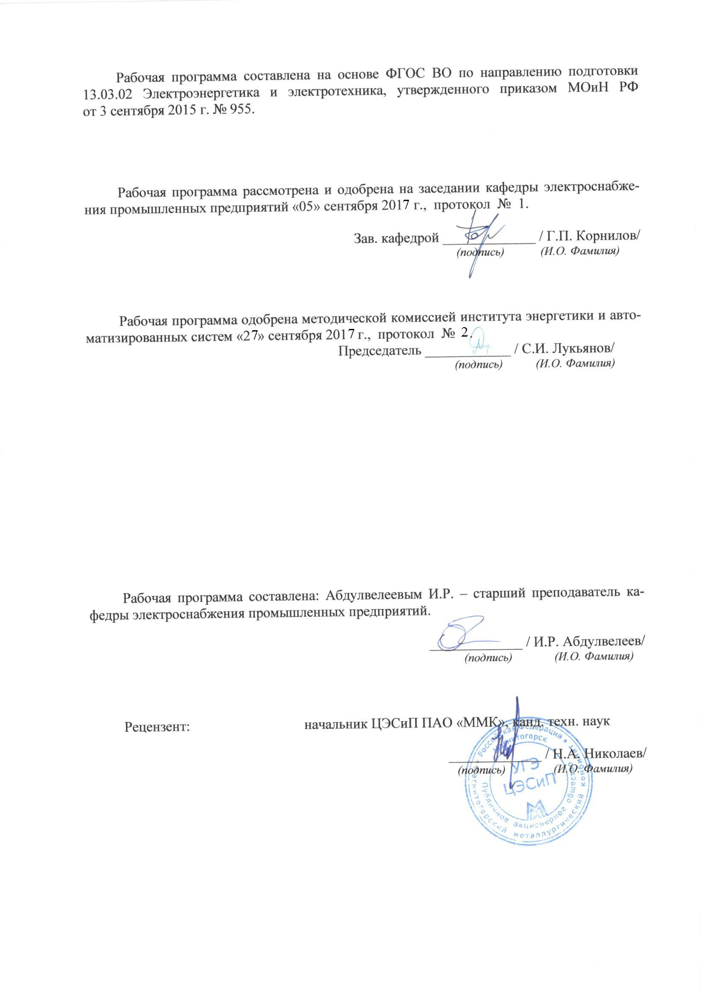 Рабочая программа составлена на основе ФГОС ВО по направлению подготовки
13.03.02 Электроэнергетика и электротехника, утвержденного приказом МОиН РФ
от 3 сентября 2015 г. № 955.
Рабочая программа рассмотрена и одобрена на заседании кафедры электроснабже-
ния промышленных предприятий «05» сентября 2017 г., протокол № 1.
Зав. кафедрой ______________ / Г.П. Корнилов/
(подпись) (И.О. Фамилия)
Рабочая программа одобрена методической комиссией института энергетики и авто-
матизированных систем «27» сентября 2017 г., протокол № 2.
Председатель _____________ / С.И. Лукьянов/
(подпись) (И.О. Фамилия)
Рабочая программа составлена: Абдулвелеевым И.Р. – старший преподаватель ка-
федры электроснабжения промышленных предприятий.
______________ / И.Р. Абдулвелеев/
(подпись) (И.О. Фамилия)
Рецензент: начальник ЦЭСиП ПАО «ММК», канд. техн. наук
______________ / Н.А. Николаев/
(подпись) (И.О. Фамилия)
Российская Федерация
Магнитогорск
Магнитогорский металлургический комбинат
Публичное акционерное общество
УГЭ
ЦЭСиП